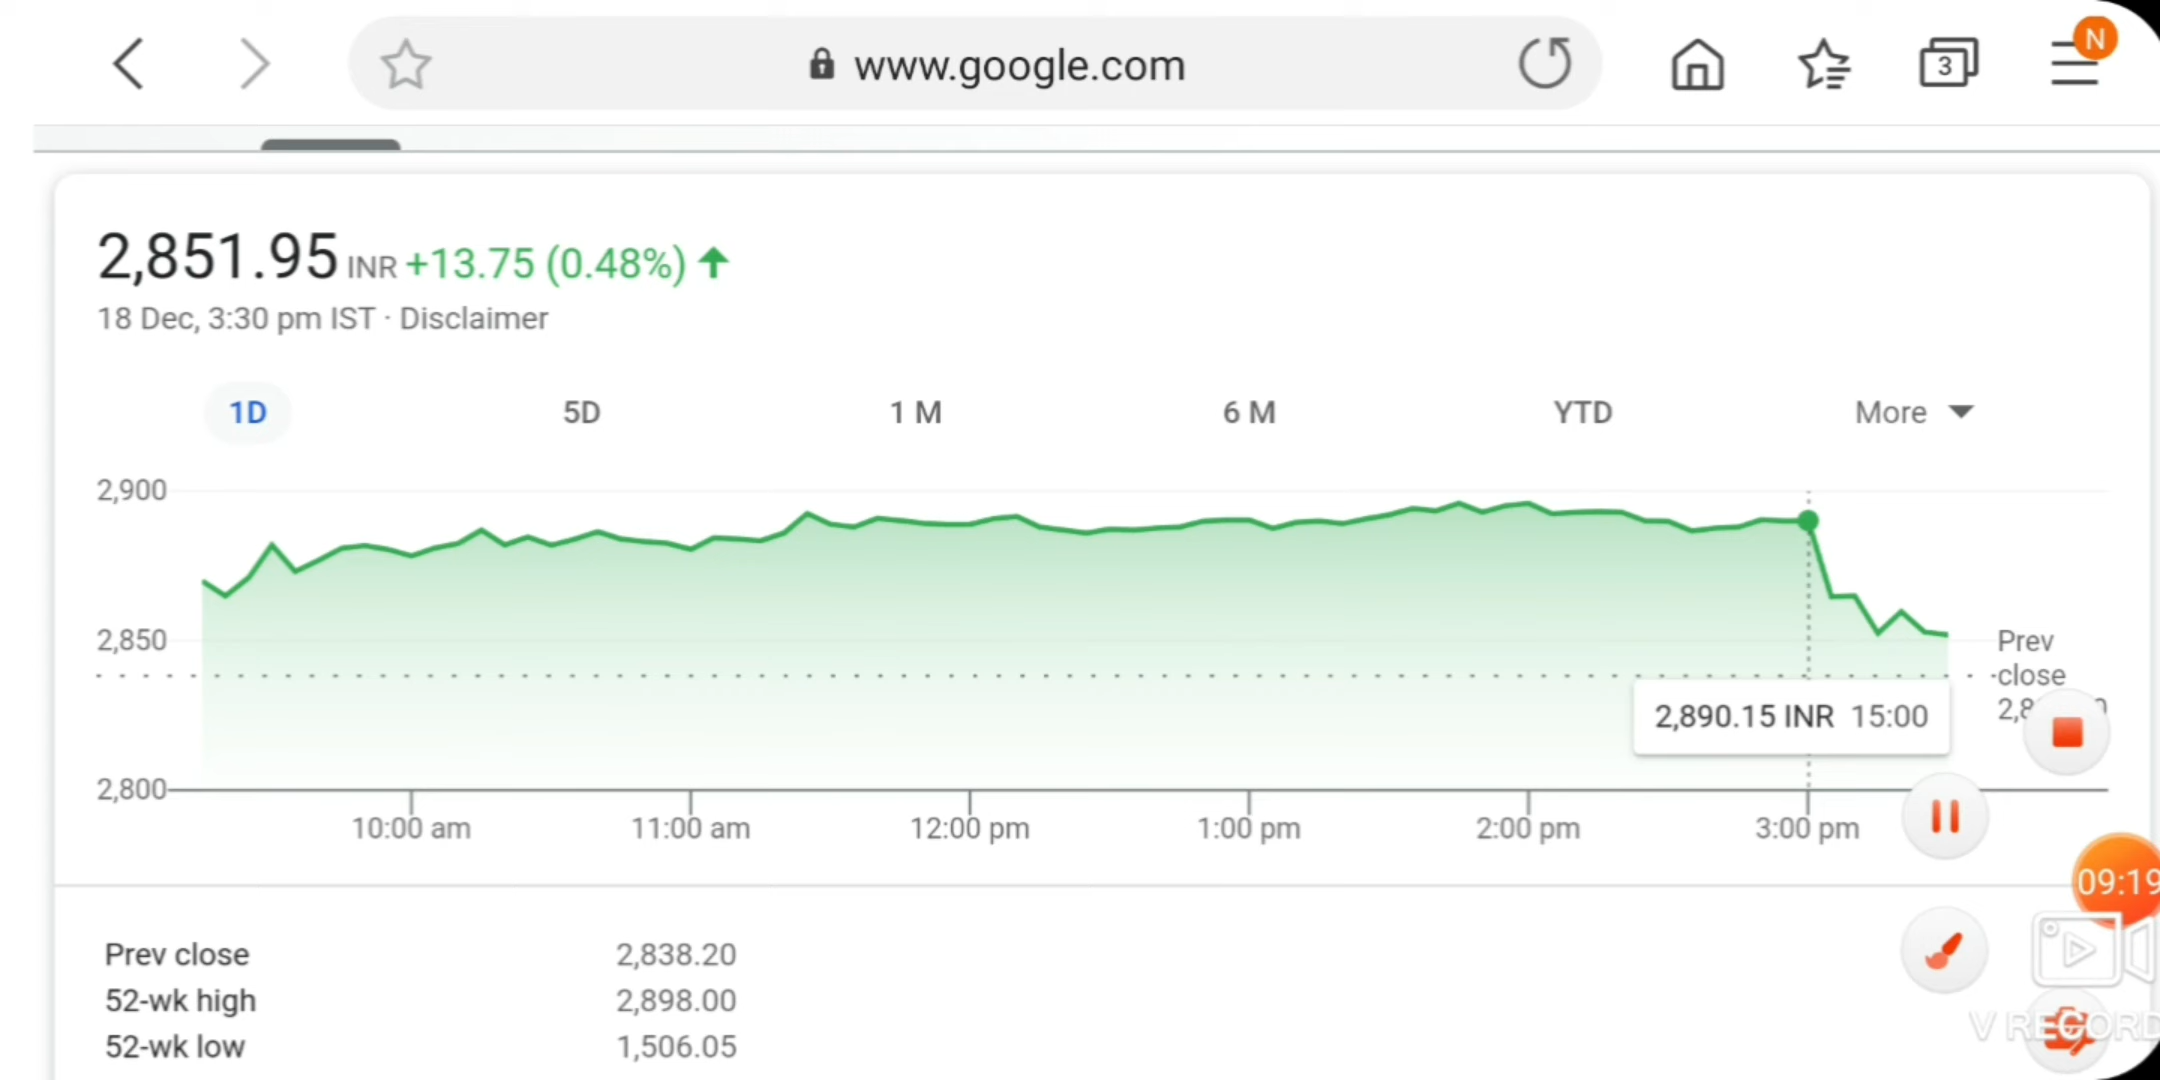 www.google.com
3
N
2,851.95 INR +13.75 (0.48%)
18 Dec, 3:30 pm IST · Disclaimer
1D 5D 1 M 6 M YTD More
2,900
2,850
2,800
Prev
close
2,890.15 INR 15:00
10:00 am 11:00 am 12:00 pm 1:00 pm 2:00 pm 3:00 pm
09:19
Prev close 2,838.20
52-wk high 2,898.00
52-wk low 1,506.05
V RECORD